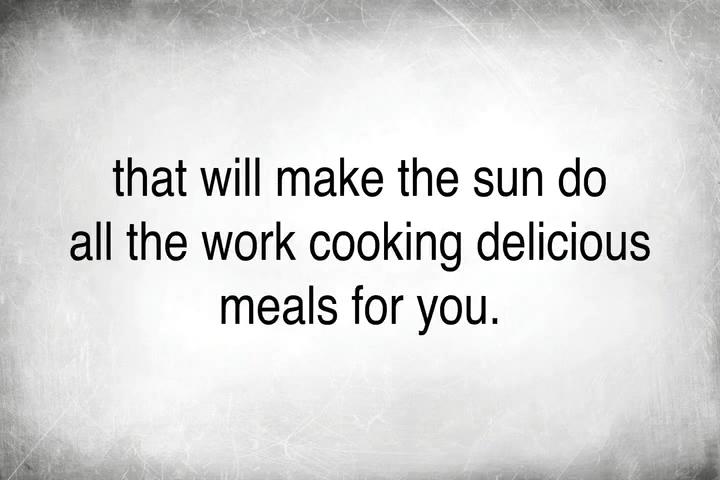 that will make the sun do
all the work cooking delicious
meals for you.